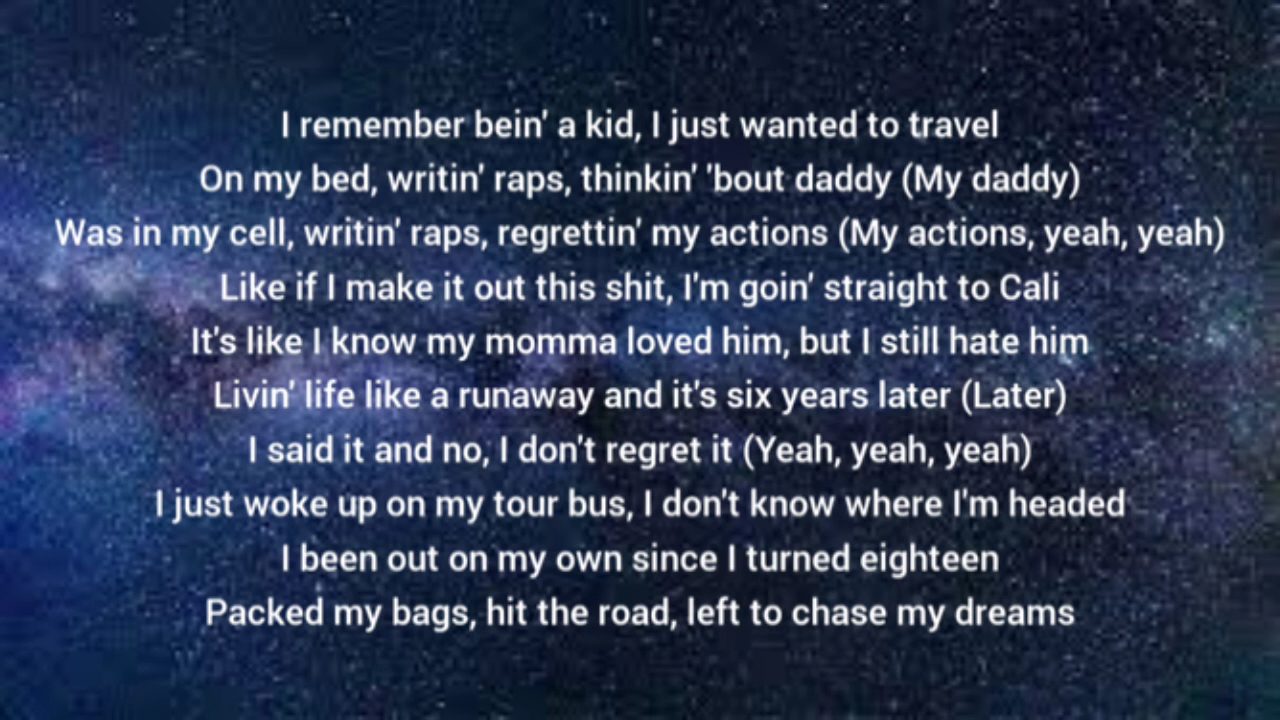 I remember bein' a kid, I just wanted to travel
On my bed, writin' raps, thinkin' 'bout daddy (My daddy)
Was in my cell, writin' raps, regrettin' my actions (My actions, yeah, yeah)
Like if I make it out this shit, I'm goin' straight to Cali
It's like I know my momma loved him, but I still hate him
Livin' life like a runaway and it's six years later (Later)
I said it and no, I don't regret it (Yeah, yeah, yeah)
I just woke up on my tour bus, I don't know where I'm headed
I been out on my own since I turned eighteen
Packed my bags, hit the road, left to chase my dreams